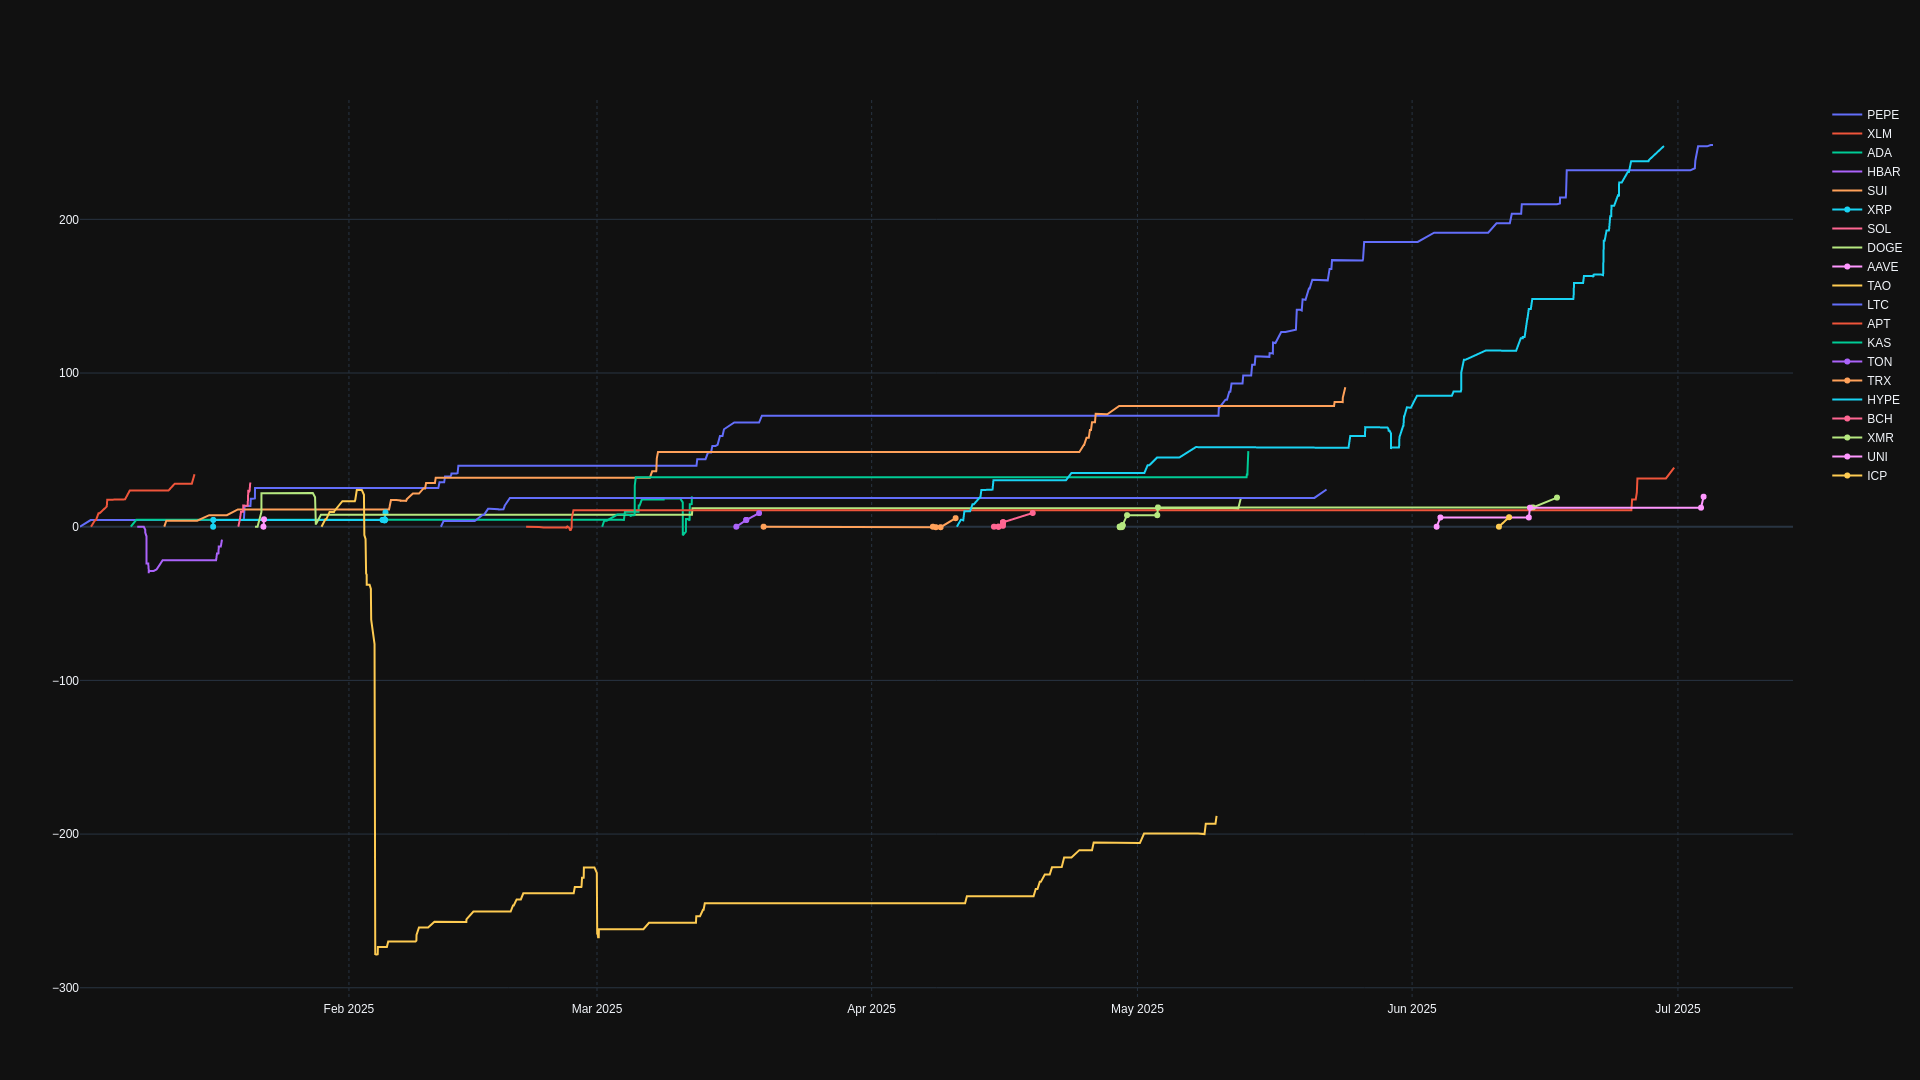 PEPE
XLM
ADA
HBAR
SUI
XRP
SOL
DOGE
AAVE
TAO
LTC
APT
KAS
TON
TRX
HYPE
BCH
XMR
UNI
ICP
200
100
0
−100
−200
−300
Feb 2025
Mar 2025
Apr 2025
May 2025
Jun 2025
Jul 2025